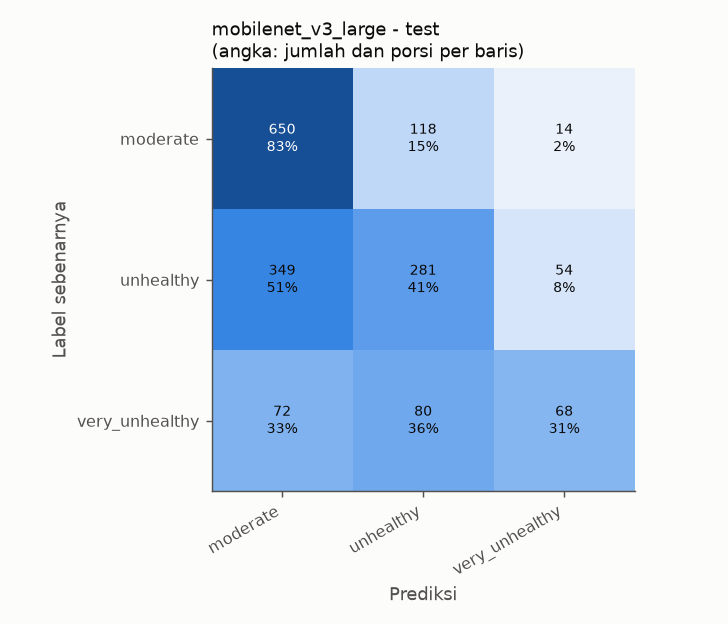 mobilenet_v3_large - test
(angka: jumlah dan porsi per baris)
Label sebenarnya
moderate
650
83%
118
15%
14
2%
unhealthy
349
51%
281
41%
54
8%
very_unhealthy
72
33%
80
36%
68
31%
moderate
unhealthy
very_unhealthy
Prediksi